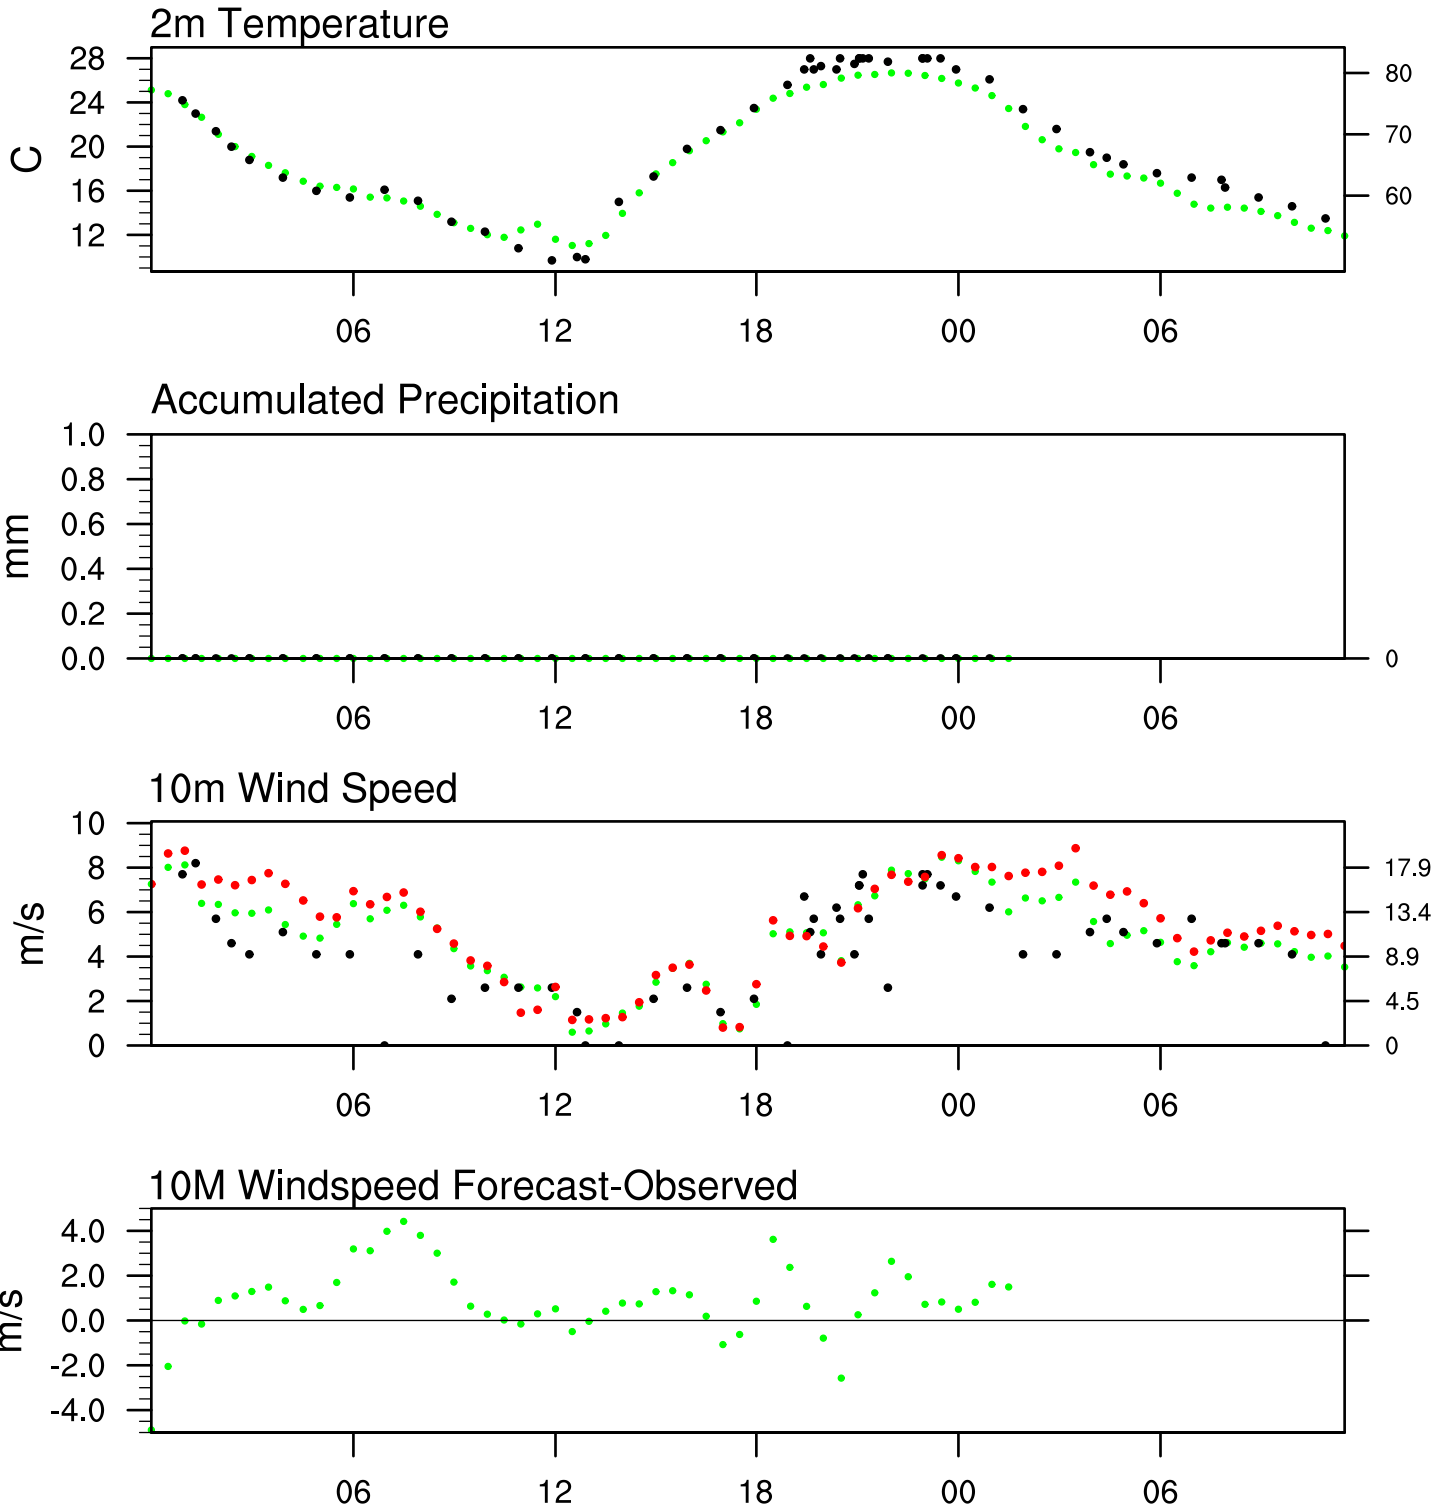 2m Temperature
28
24
20
16
12
C
80
70
60
06 12 18 00 06
Accumulated Precipitation
1.0
0.8
0.6
0.4
0.2
0.0
mm
0
06 12 18 00 06
10m Wind Speed
10
8
6
4
2
0
m/s
17.9
13.4
8.9
4.5
0
06 12 18 00 06
10M Windspeed Forecast-Observed
4.0
2.0
0.0
-2.0
-4.0
m/s
06 12 18 00 06